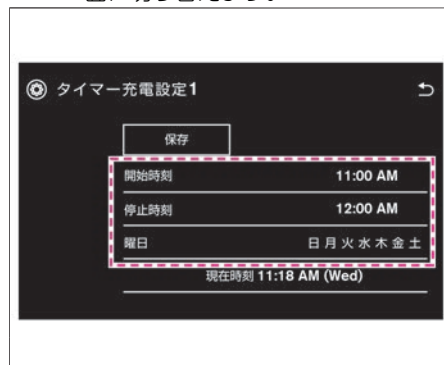 タイマー充電設定1
保存
開始時刻 11:00 AM
停止時刻 12:00 AM
曜日 日月火水木金土
現在時刻 11:18 AM (Wed)